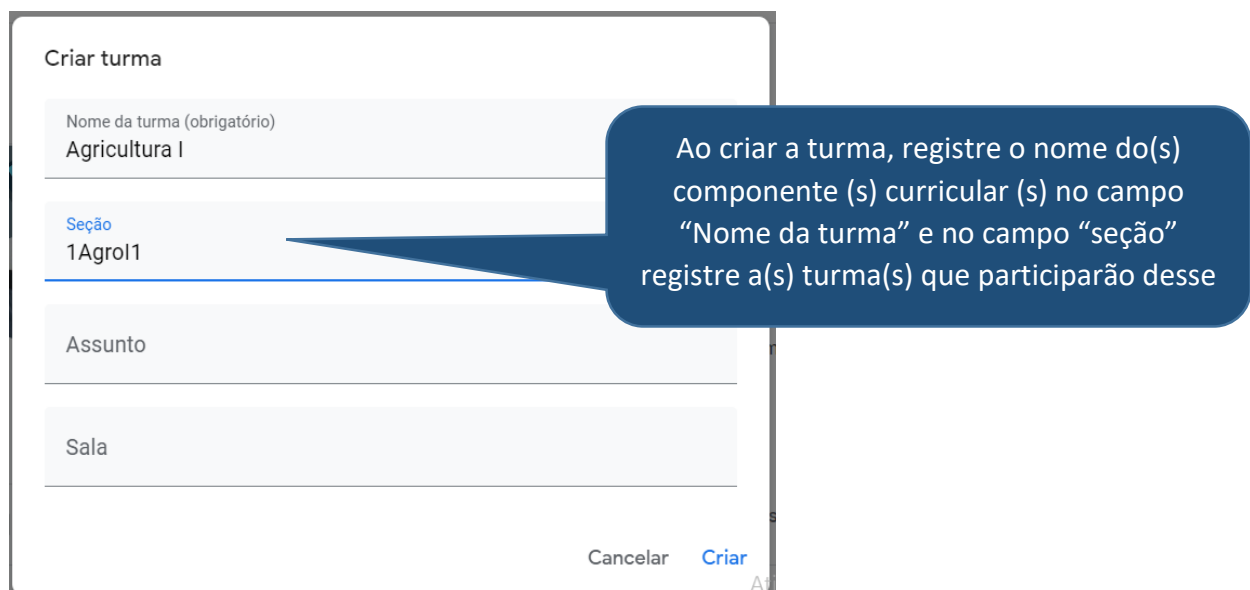 Criar turma
Nome da turma (obrigatório)
Agricultura I
Seção
1AgroI1
Assunto
Sala
Cancelar Criar
Ao criar a turma, registre o nome do(s)
componente (s) curricular (s) no campo
“Nome da turma” e no campo “seção”
registre a(s) turma(s) que participarão desse